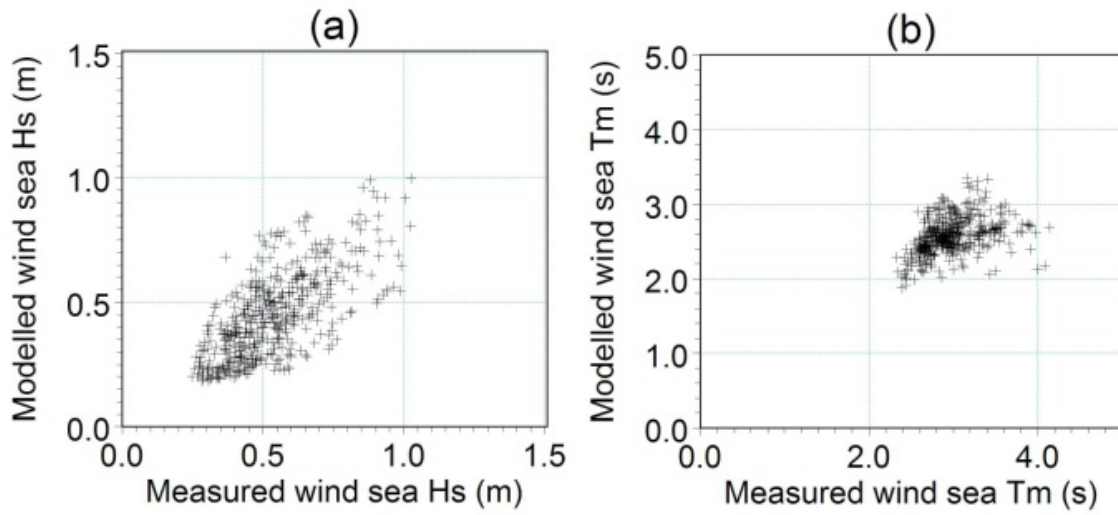 (a)
Modelled wind sea Hs (m)
1.5
1.0
0.5
0.0
0.0 0.5 1.0 1.5
Measured wind sea Hs (m)
(b)
Modelled wind sea Tm (s)
5.0
4.0
3.0
2.0
1.0
0.0
0.0 2.0 4.0
Measured wind sea Tm (s)